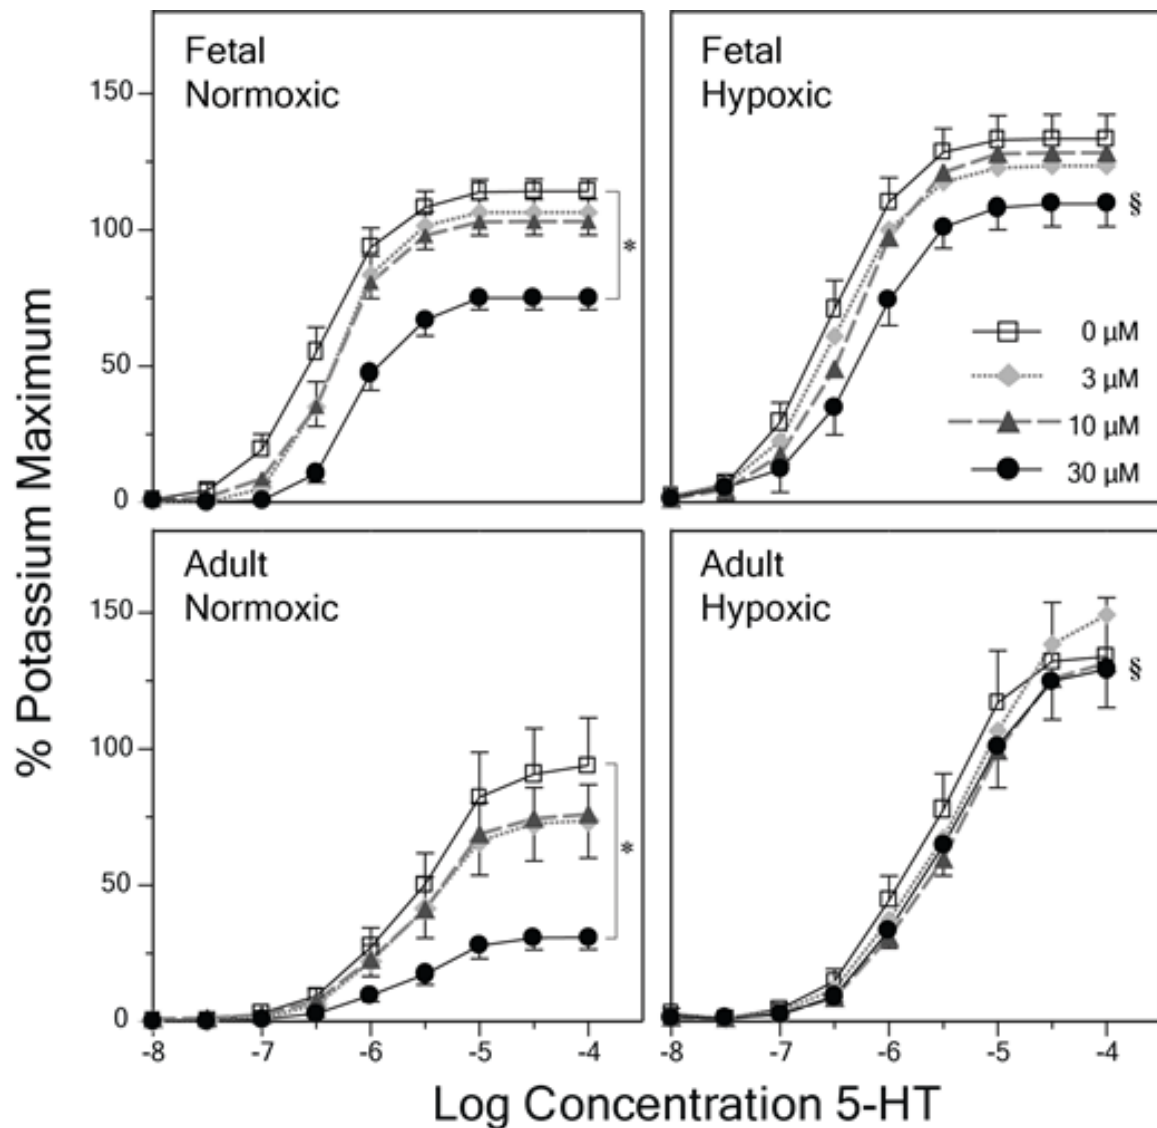 % Potassium Maximum
Fetal
Normoxic
150
100
50
0
*
Fetal
Hypoxic
§
0 µM
3 µM
10 µM
30 µM
Adult
Normoxic
150
100
50
0
*
-8 -7 -6 -5 -4
Adult
Hypoxic
§
-8 -7 -6 -5 -4
Log Concentration 5-HT